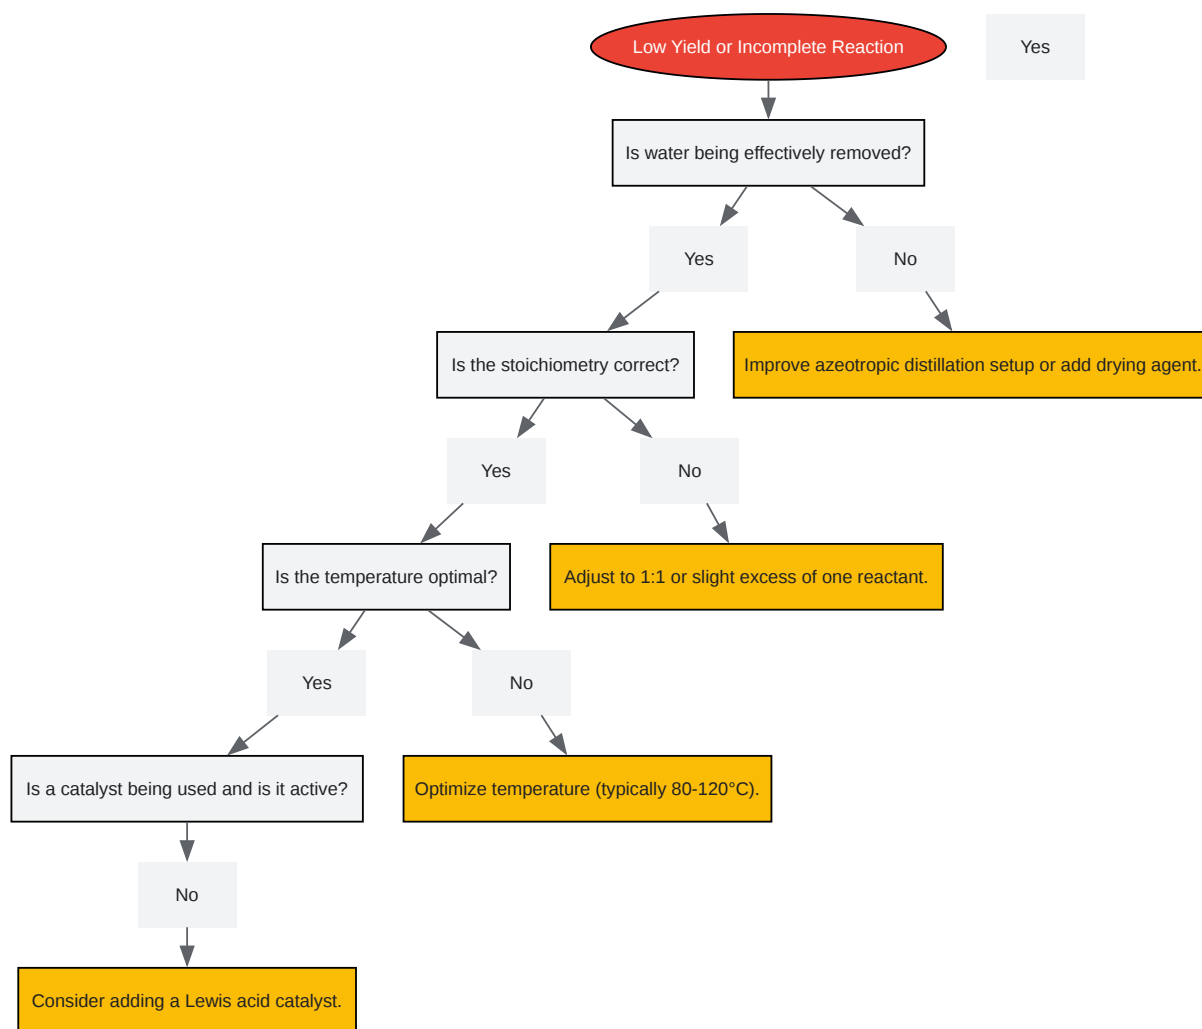 Low Yield or Incomplete Reaction
Yes
Is water being effectively removed?
Yes
No
Is the stoichiometry correct?
Improve azeotropic distillation setup or add drying agent.
Yes
No
Is the temperature optimal?
Adjust to 1:1 or slight excess of one reactant.
Yes
No
Is a catalyst being used and is it active?
Optimize temperature (typically 80-120°C).
No
Consider adding a Lewis acid catalyst.